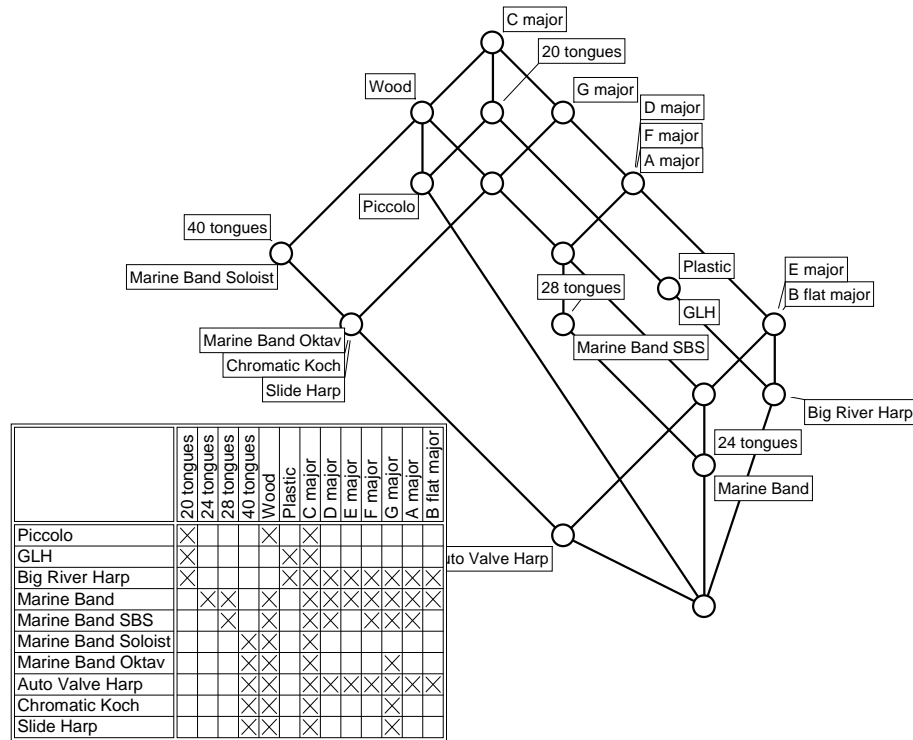 C major
20 tongues
Wood
G major
D major
F major
A major
Piccolo
40 tongues
Marine Band Soloist
Plastic
E major
B flat major
28 tongues
GLH
Marine Band Oktav
Marine Band SBS
Chromatic Koch
Slide Harp
Big River Harp
24 tongues
Marine Band
uto Valve Harp
20 tongues
24 tongues
28 tongues
40 tongues
Wood
Plastic
C major
D major
E major
F major
G major
A major
B flat major
Piccolo
GLH
Big River Harp
Marine Band
Marine Band SBS
Marine Band Soloist
Marine Band Oktav
Auto Valve Harp
Chromatic Koch
Slide Harp